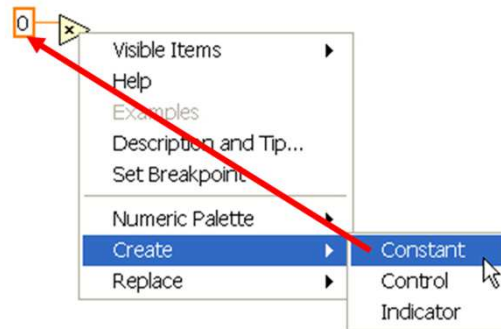 0
x
Visible Items
Help
Examples
Description and Tip...
Set Breakpoint
Numeric Palette
Create
Constant
Replace
Control
Indicator